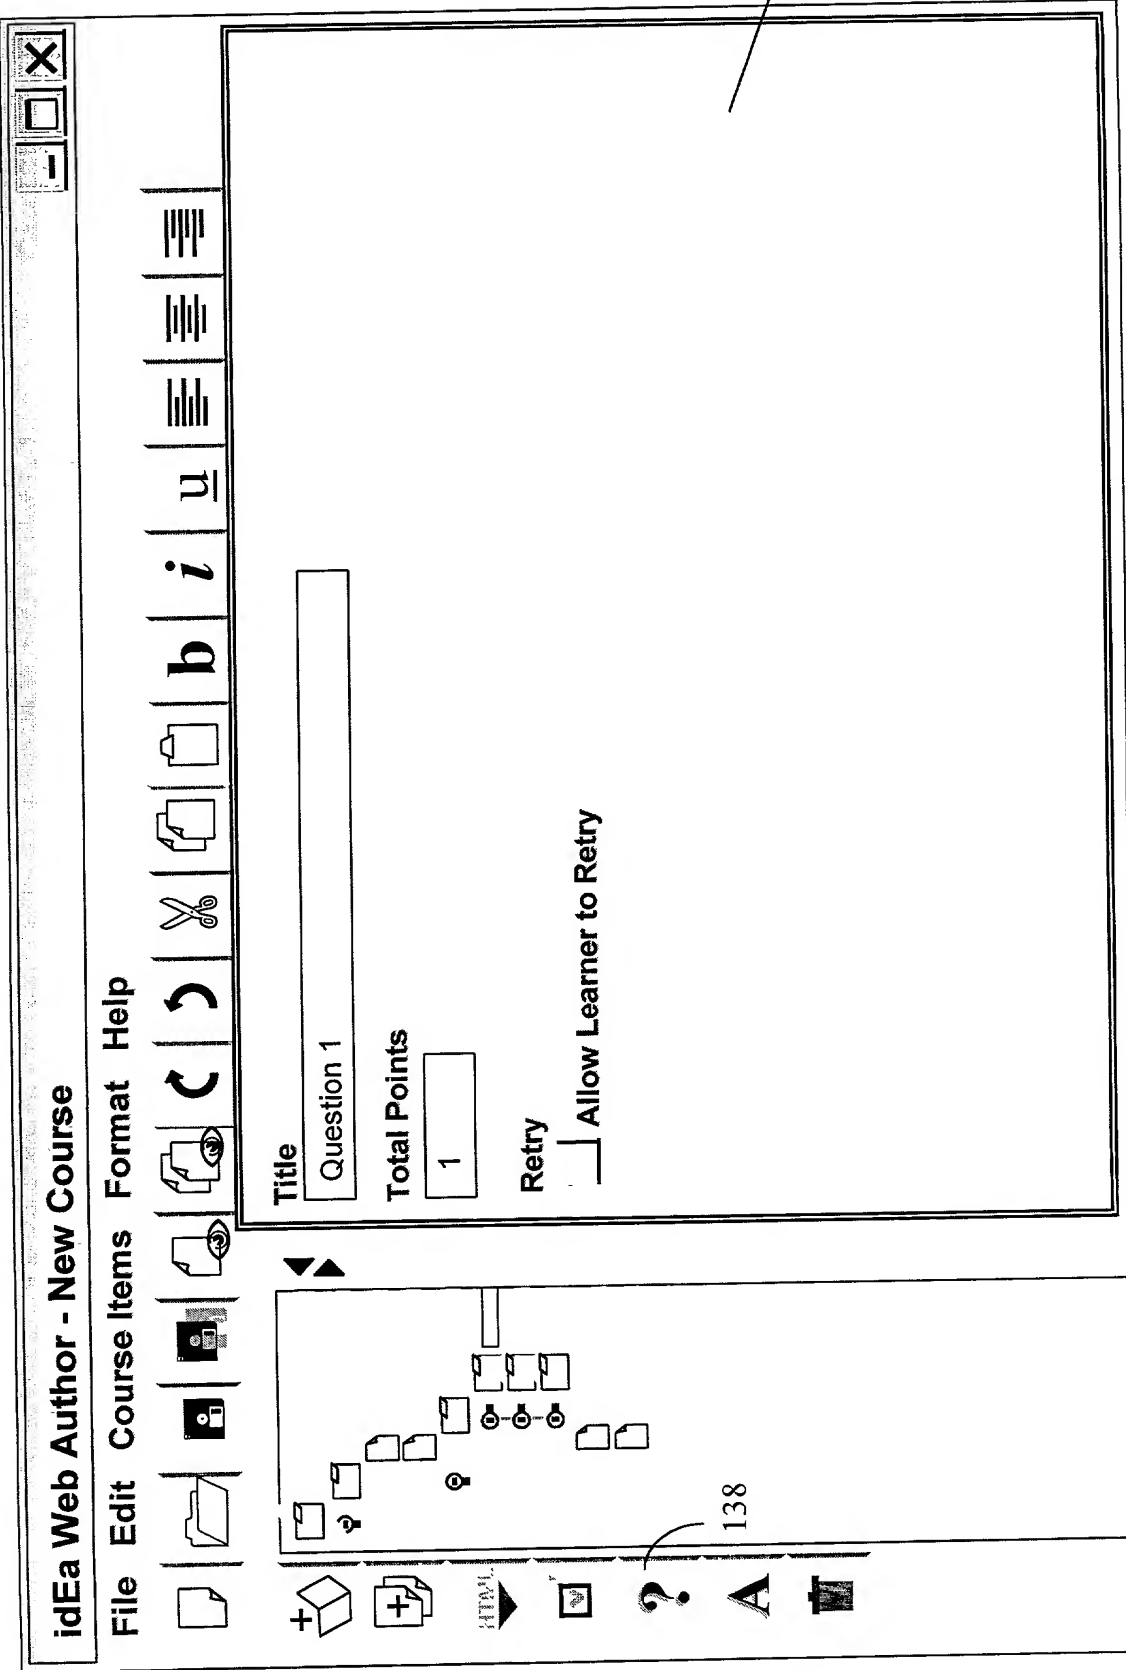 idEa Web Author - New Course
File Edit Course Items Format Help
b i u
HTML
?
A
138
Title
Question 1
Total Points
1
Retry
Allow Learner to Retry